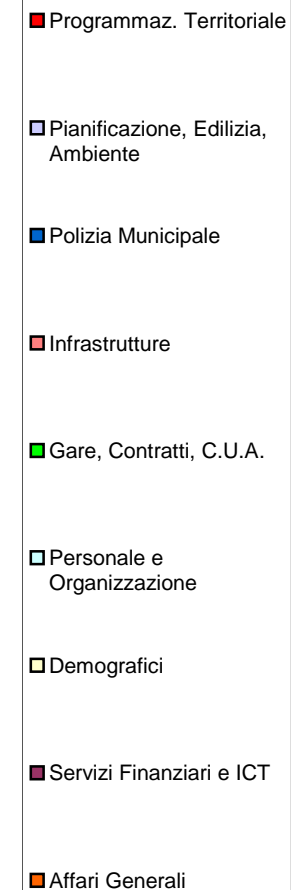 Programmaz. Territoriale
Pianificazione, Edilizia,
Ambiente
Polizia Municipale
Infrastrutture
Gare, Contratti, C.U.A.
Personale e
Organizzazione
Demografici
Servizi Finanziari e ICT
Affari Generali